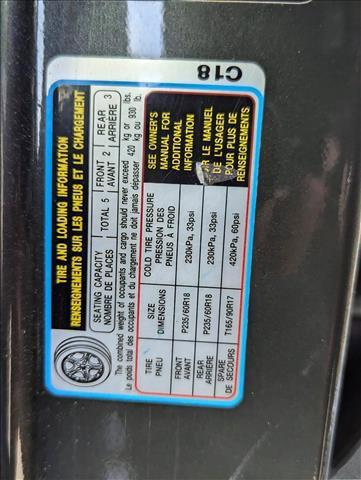 TIRE AND LOADING INFORMATION
RENSEIGNEMENTS SUR LES PNEUS ET LE CHARGEMENT
SEATING CAPACITY TOTAL 5 FRONT 2 REAR 3
NOMBRE DE PLACES AVANT ARRIÈRE
The combined weight of occupants and cargo should never exceed 420 kg or 930 lbs.
Le poids total des occupants et du chargement ne doit jamais dépasser 420 kg ou 930 lb.
TIRE SIZE COLD TIRE PRESSURE
PNEU DIMENSIONS PRESSION DES PNEUS À FROID
FRONT P235/60R18 230kPa, 33psi
AVANT
REAR P235/60R18 230kPa, 33psi
ARRIÈRE
SPARE T165/90R17 420kPa, 60psi
DE SECOURS
SEE OWNER'S
MANUAL FOR
ADDITIONAL
INFORMATION
LE MANUEL
DE L'USAGER
POUR PLUS DE
RENSEIGNEMENTS
C18